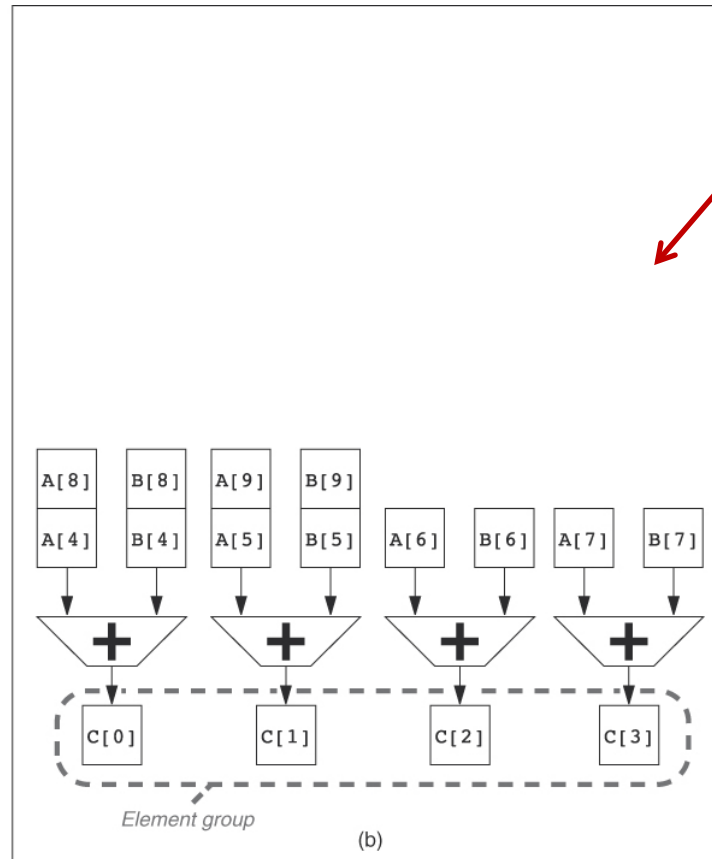 A[8] B[8] A[9] B[9]
A[4] B[4] A[5] B[5] A[6] B[6] A[7] B[7]
+ + + +
C[0] C[1] C[2] C[3]
Element group
(b)